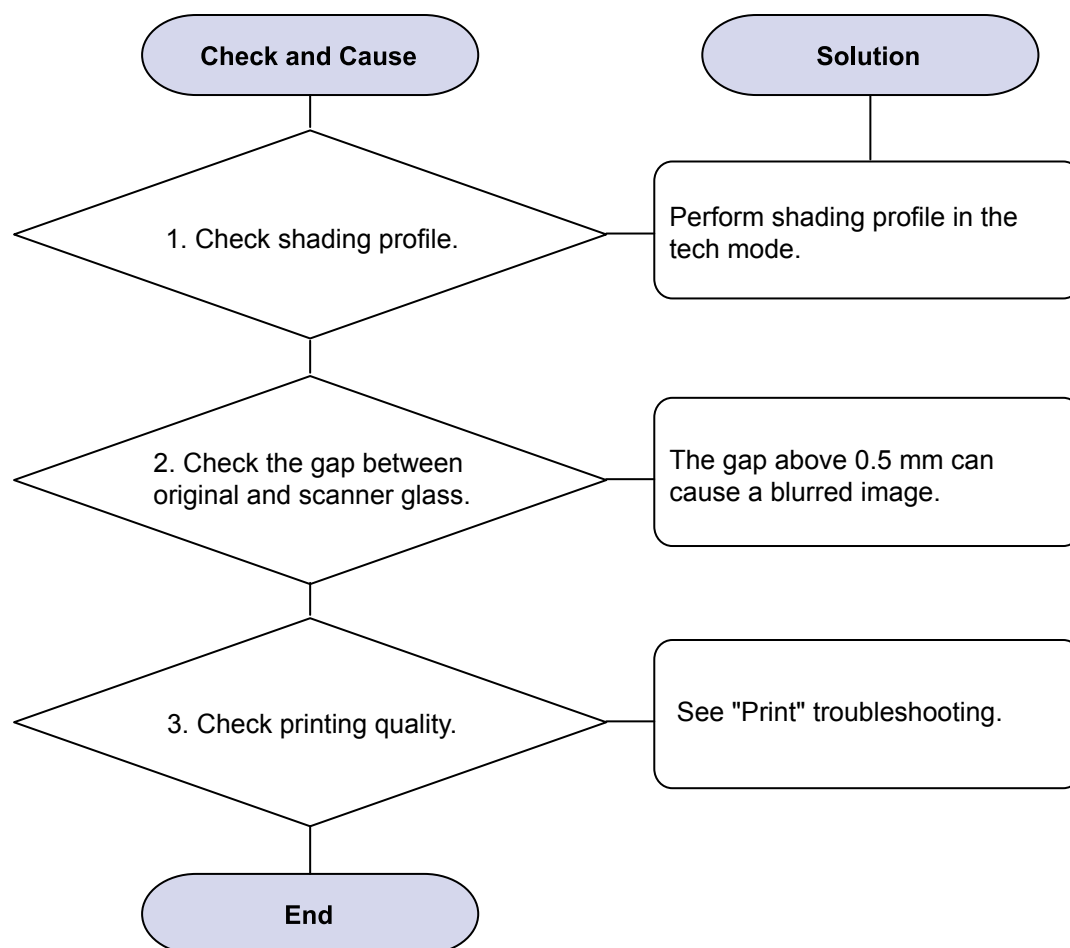 Check and Cause
Solution
1. Check shading profile.
Perform shading profile in the
tech mode.
2. Check the gap between
original and scanner glass.
The gap above 0.5 mm can
cause a blurred image.
3. Check printing quality.
See "Print" troubleshooting.
End